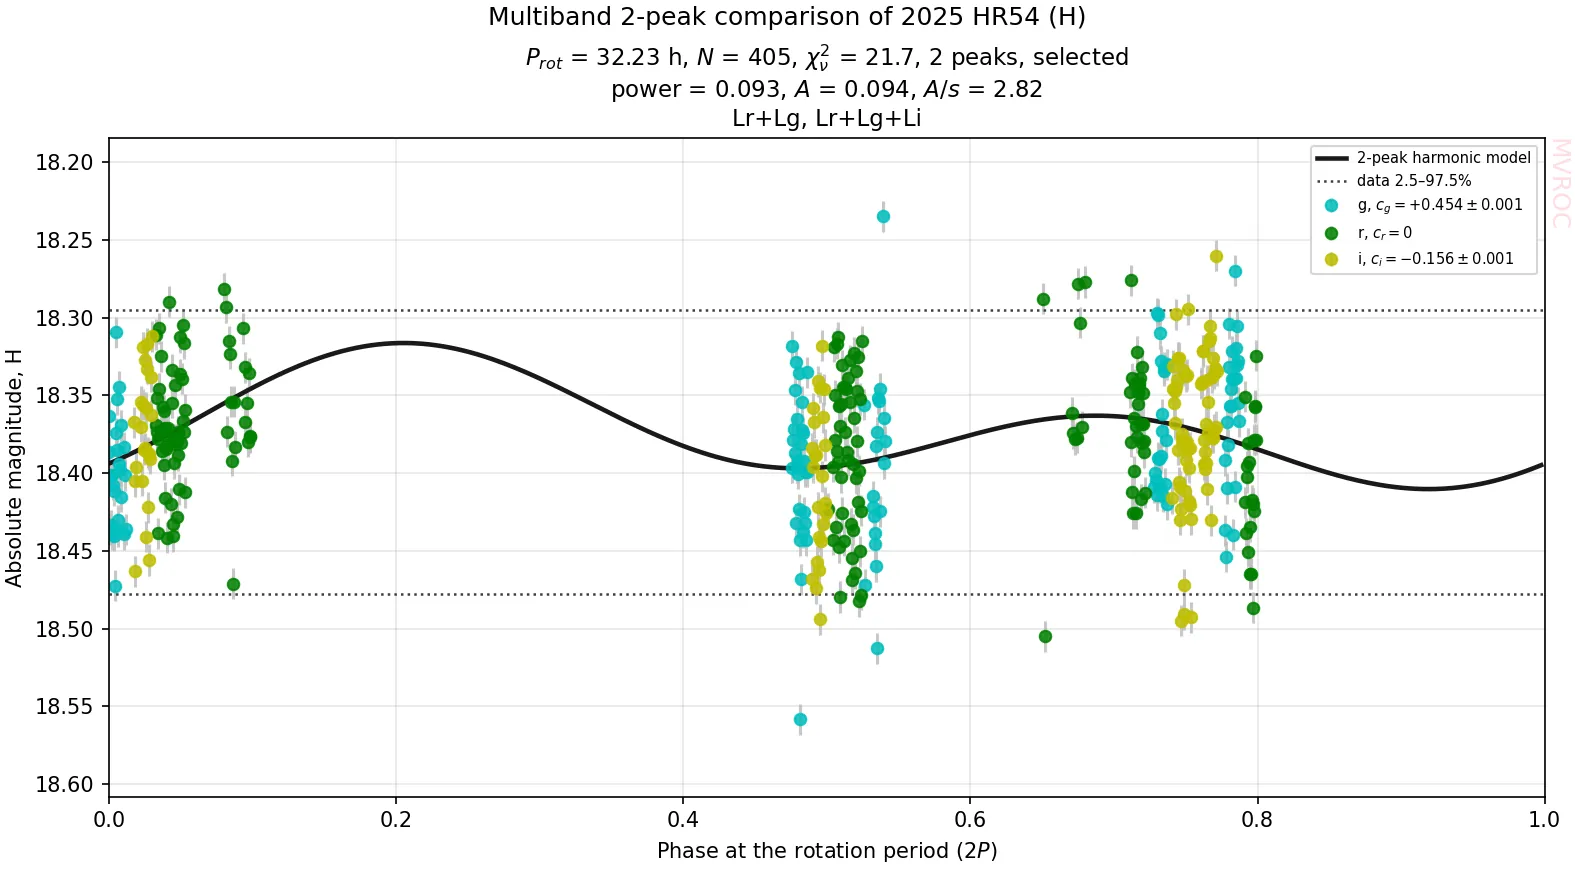 Multiband 2-peak comparison of 2025 HR54 (H)
P_rot = 32.23 h, N = 405, χ²_ν = 21.7, 2 peaks, selected
power = 0.093, A = 0.094, A/s = 2.82
Lr+Lg, Lr+Lg+Li
2-peak harmonic model
data 2.5–97.5%
g, c_g = +0.454 ± 0.001
r, c_r = 0
i, c_i = −0.156 ± 0.001
MVROC
Absolute magnitude, H
18.20
18.25
18.30
18.35
18.40
18.45
18.50
18.55
18.60
0.0 0.2 0.4 0.6 0.8 1.0
Phase at the rotation period (2P)